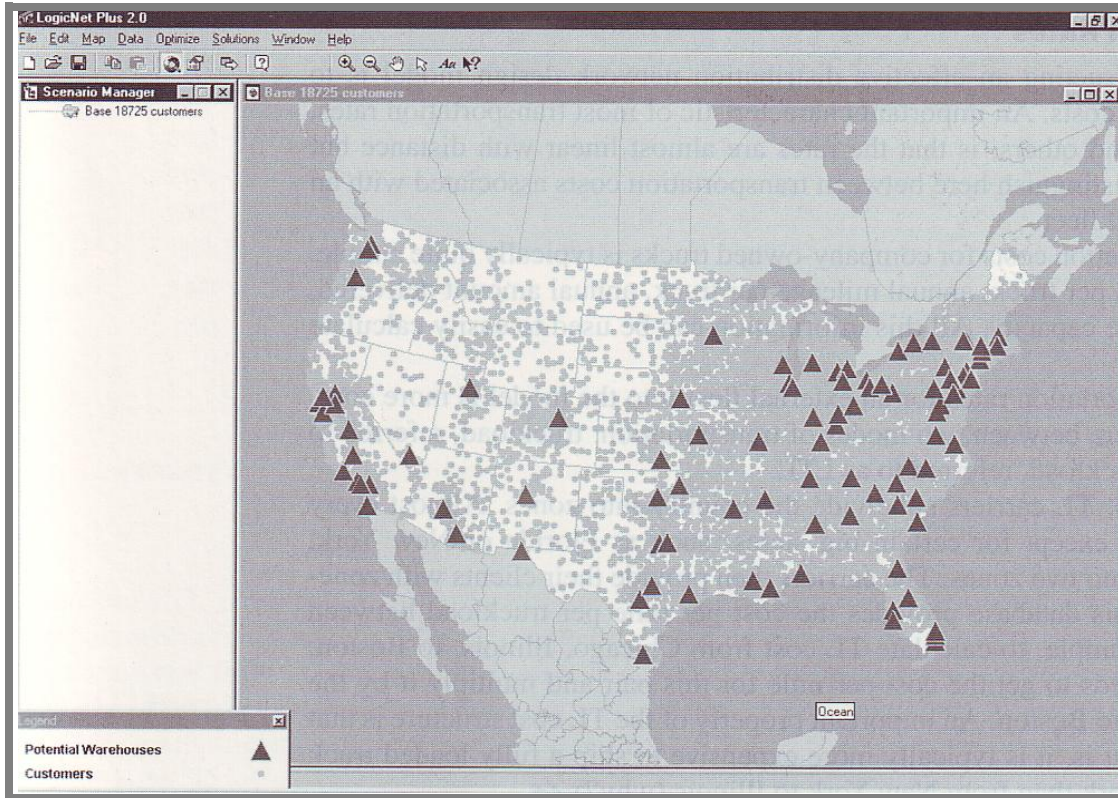 LogicNet Plus 2.0
File Edit Map Data Optimize Solutions Window Help
Scenario Manager
Base 18725 customers
Base 18725 customers
Ocean
Legend
Potential Warehouses
Customers